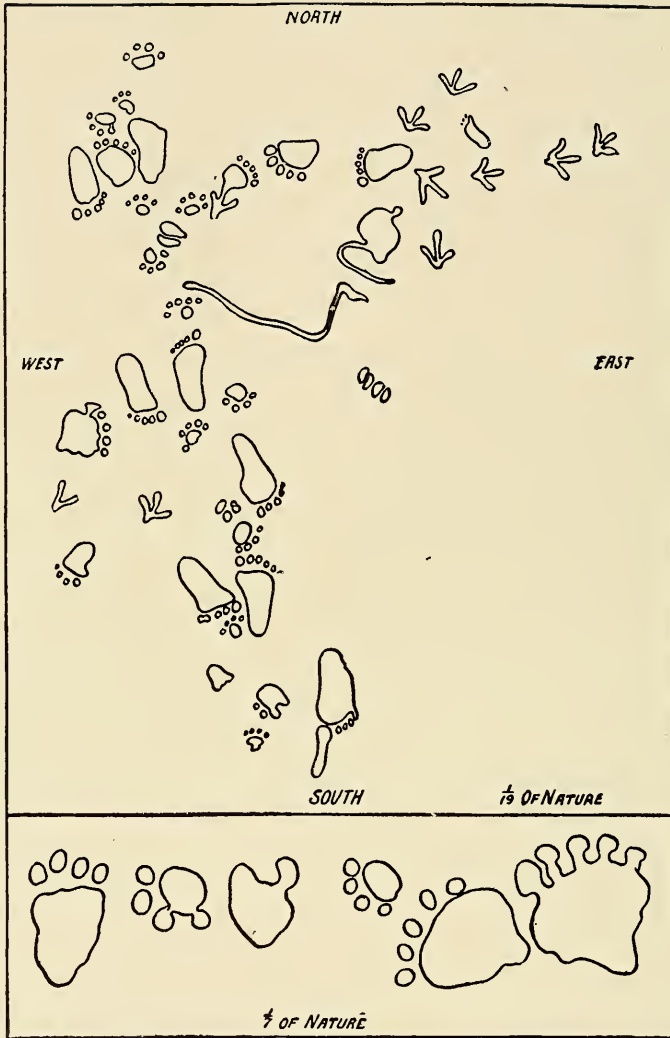 NORTH
WEST
EAST
SOUTH
1/19 OF NATURE
1/7 OF NATURE